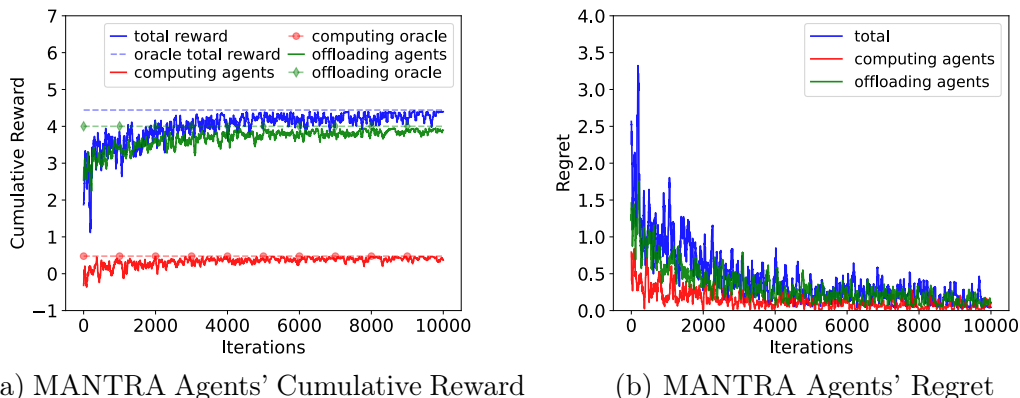 7
6
5
4
3
2
1
0
−1
Cumulative Reward
total reward
oracle total reward
computing agents
computing oracle
offloading agents
offloading oracle
0 2000 4000 6000 8000 10000
Iterations
a) MANTRA Agents' Cumulative Reward
4.0
3.5
3.0
2.5
2.0
1.5
1.0
0.5
0.0
Regret
total
computing agents
offloading agents
0 2000 4000 6000 8000 10000
Iterations
(b) MANTRA Agents' Regret